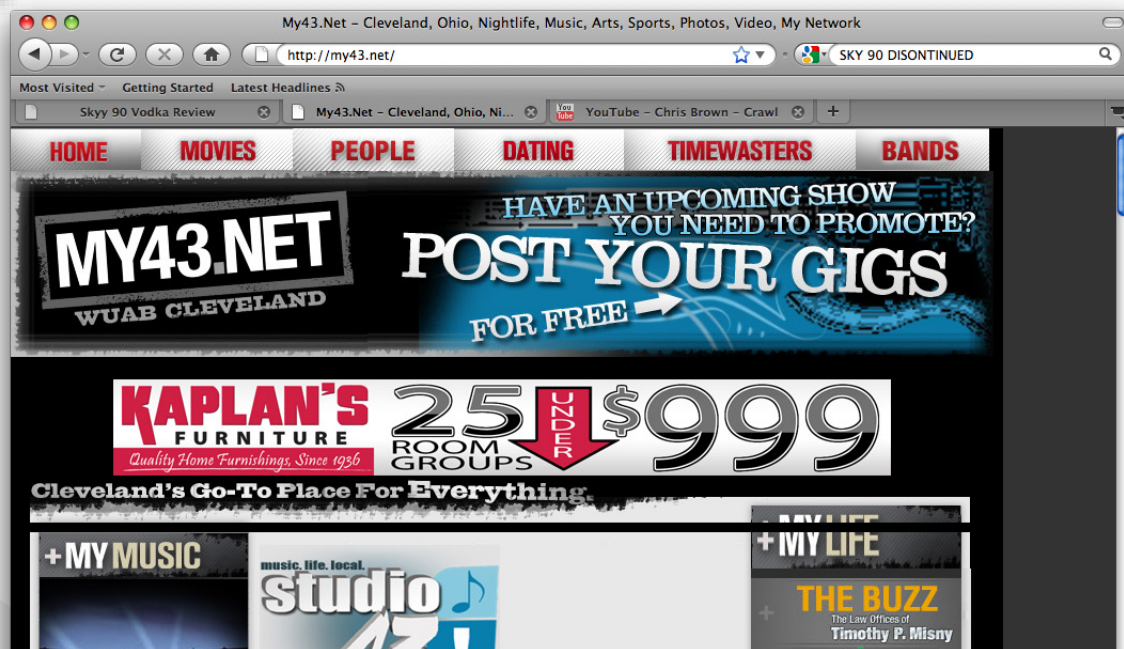 My43.Net – Cleveland, Ohio, Nightlife, Music, Arts, Sports, Photos, Video, My Network
http://my43.net/
SKY 90 DISONTINUED
Most Visited
Getting Started
Latest Headlines
Skyy 90 Vodka Review
My43.Net – Cleveland, Ohio, Ni...
You Tube
YouTube – Chris Brown – Crawl
HOME
MOVIES
PEOPLE
DATING
TIMEWASTERS
BANDS
MY43.NET
WUAB CLEVELAND
HAVE AN UPCOMING SHOW
YOU NEED TO PROMOTE?
POST YOUR GIGS
FOR FREE
KAPLAN'S
FURNITURE
Quality Home Furnishings, Since 1936
25
ROOM
GROUPS
UNDER
$999
Cleveland's Go-To Place For Everything.
+ MY LIFE
+ MY MUSIC
+ MY LIFE
music. life. local.
studio
43
+ THE BUZZ
The Law Offices of
Timothy P. Misny